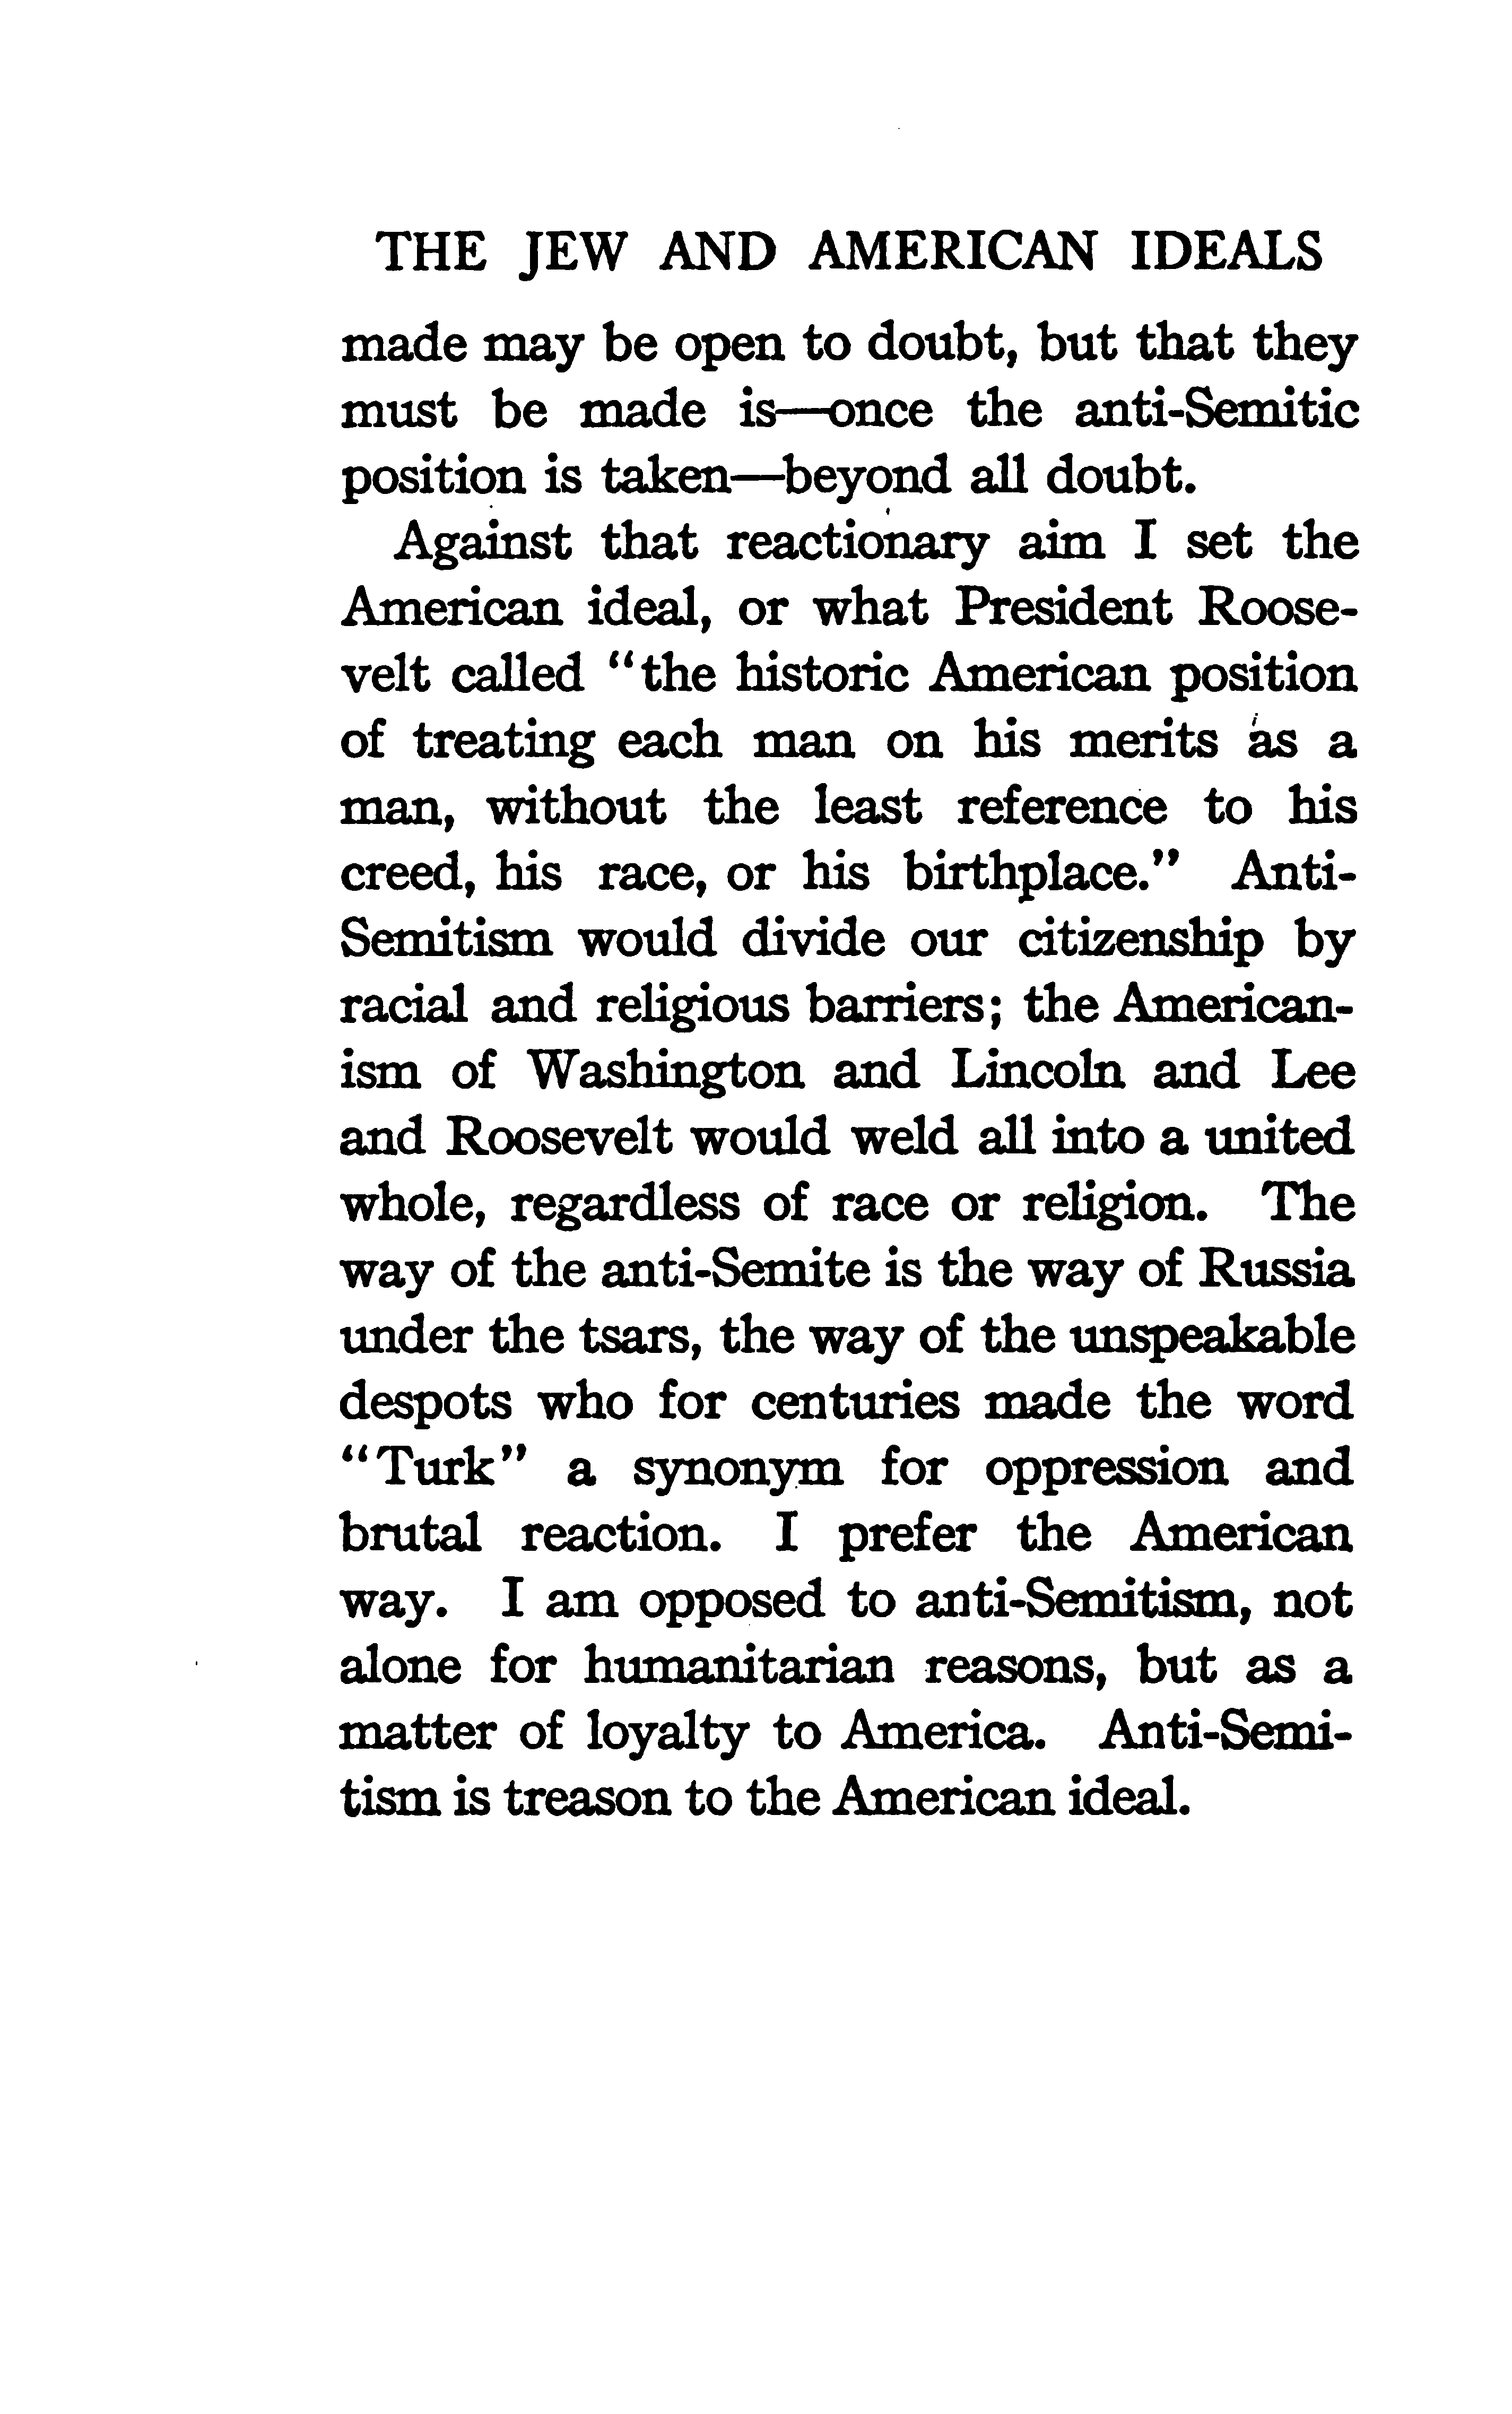 THE JEW AND AMERICAN IDEALS
made may be open to doubt, but that they
must be made is—once the anti-Semitic
position is taken—beyond all doubt.
Against that reactionary aim I set the
American ideal, or what President Roose-
velt called "the historic American position
of treating each man on his merits as a
man, without the least reference to his
creed, his race, or his birthplace." Anti-
Semitism would divide our citizenship by
racial and religious barriers; the American-
ism of Washington and Lincoln and Lee
and Roosevelt would weld all into a united
whole, regardless of race or religion. The
way of the anti-Semite is the way of Russia
under the tsars, the way of the unspeakable
despots who for centuries made the word
"Turk" a synonym for oppression and
brutal reaction. I prefer the American
way. I am opposed to anti-Semitism, not
alone for humanitarian reasons, but as a
matter of loyalty to America. Anti-Semi-
tism is treason to the American ideal.